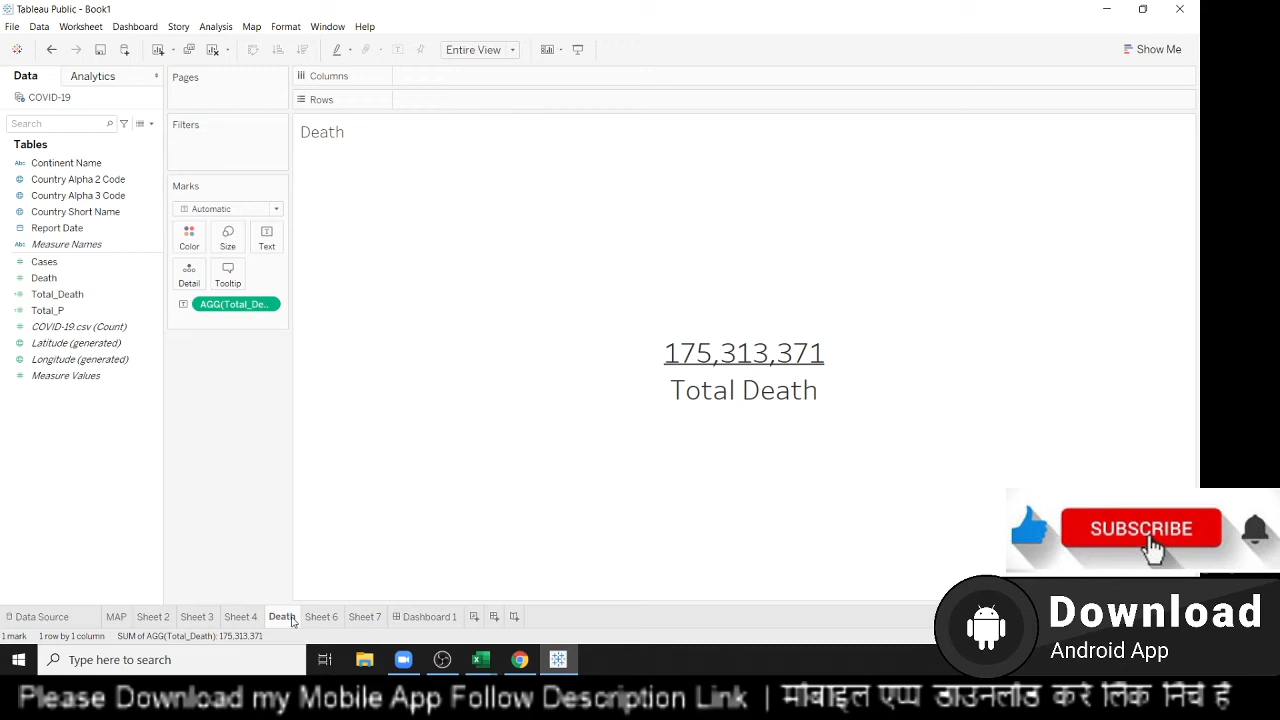 Tableau Public - Book1
File Data Worksheet Dashboard Story Analysis Map Format Window Help
Entire View
Show Me
Data Analytics
Pages
Columns
COVID-19
Rows
Search
Filters
Death
Tables
Abc Continent Name
Country Alpha 2 Code
Country Alpha 3 Code
Country Short Name
Report Date
Abc Measure Names
Cases
Death
Total_Death
Total_P
COVID-19.csv (Count)
Latitude (generated)
Longitude (generated)
Measure Values
Marks
Automatic
Color Size Text
Detail Tooltip
AGG(Total_De..
175,313,371
Total Death
SUBSCRIBE
Download
Android App
Data Source MAP Sheet 2 Sheet 3 Sheet 4 Death Sheet 6 Sheet 7 Dashboard 1
1 mark 1 row by 1 column SUM of AGG(Total_Death): 175,313,371
Type here to search
Please Download my Mobile App Follow Description Link | मोबाइल एप्प डाउनलोड करे लिंक निचे है